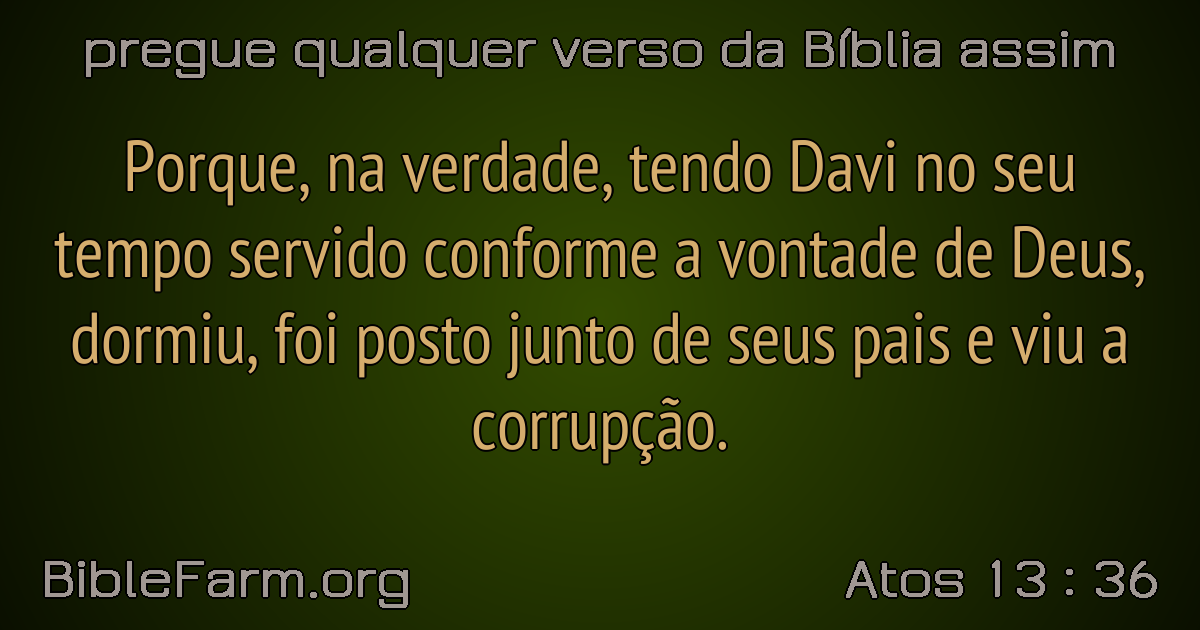 pregue qualquer verso da Bíblia assim
Porque, na verdade, tendo Davi no seu
tempo servido conforme a vontade de Deus,
dormiu, foi posto junto de seus pais e viu a
corrupção.
BibleFarm.org
Atos 13 : 36